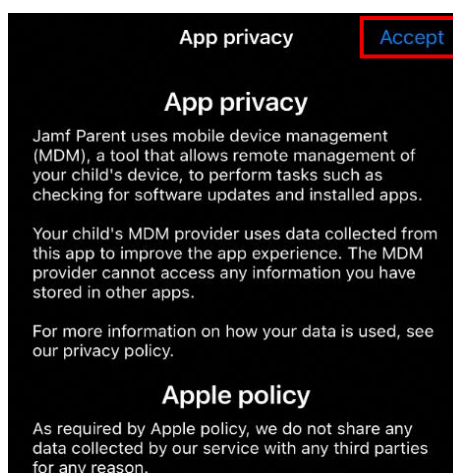 App privacy Accept
App privacy
Jamf Parent uses mobile device management
(MDM), a tool that allows remote management of
your child's device, to perform tasks such as
checking for software updates and installed apps.
Your child's MDM provider uses data collected from
this app to improve the app experience. The MDM
provider cannot access any information you have
stored in other apps.
For more information on how your data is used, see
our privacy policy.
Apple policy
As required by Apple policy, we do not share any
data collected by our service with any third parties
for any reason.